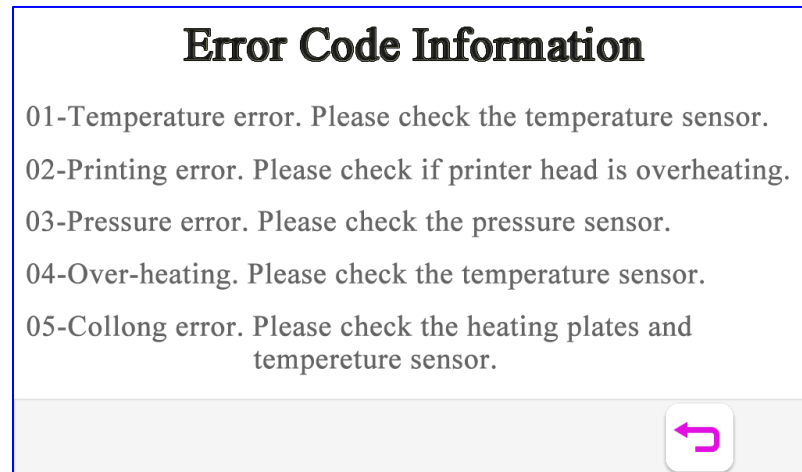 Error Code Information
01-Temperature error. Please check the temperature sensor.
02-Printing error. Please check if printer head is overheating.
03-Pressure error. Please check the pressure sensor.
04-Over-heating. Please check the temperature sensor.
05-Collong error. Please check the heating plates and
tempereture sensor.